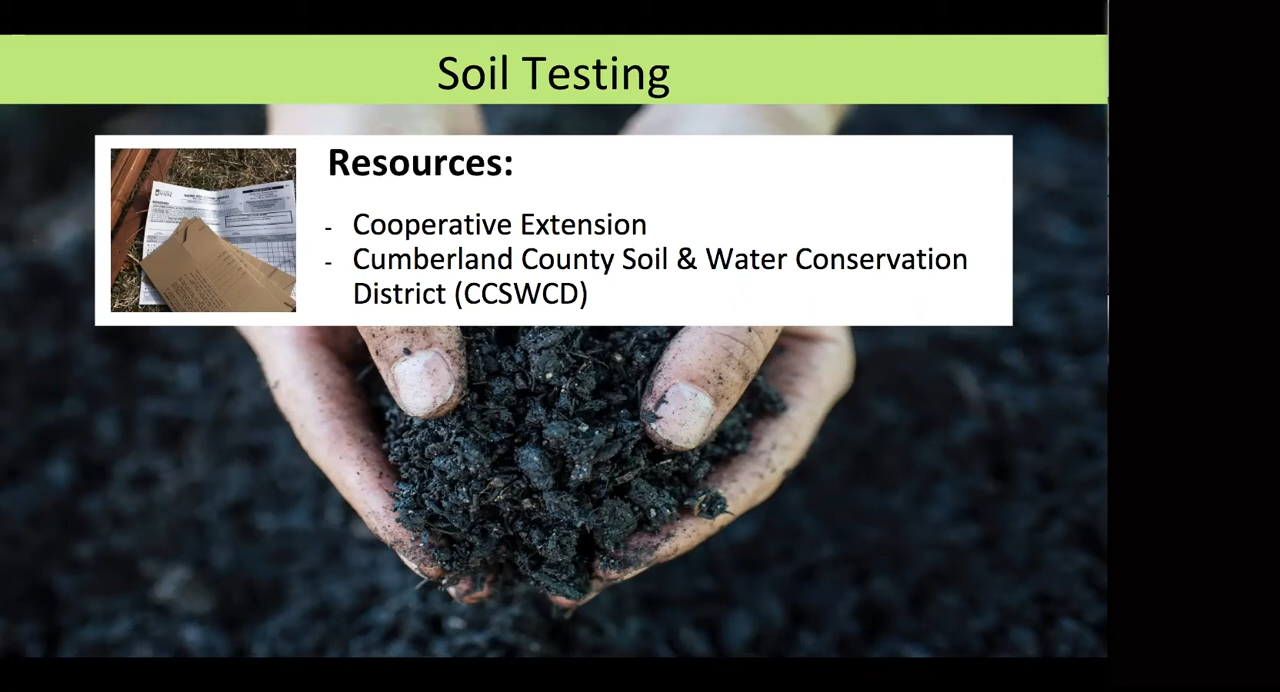 Soil Testing
Resources:
- Cooperative Extension
- Cumberland County Soil & Water Conservation
District (CCSWCD)